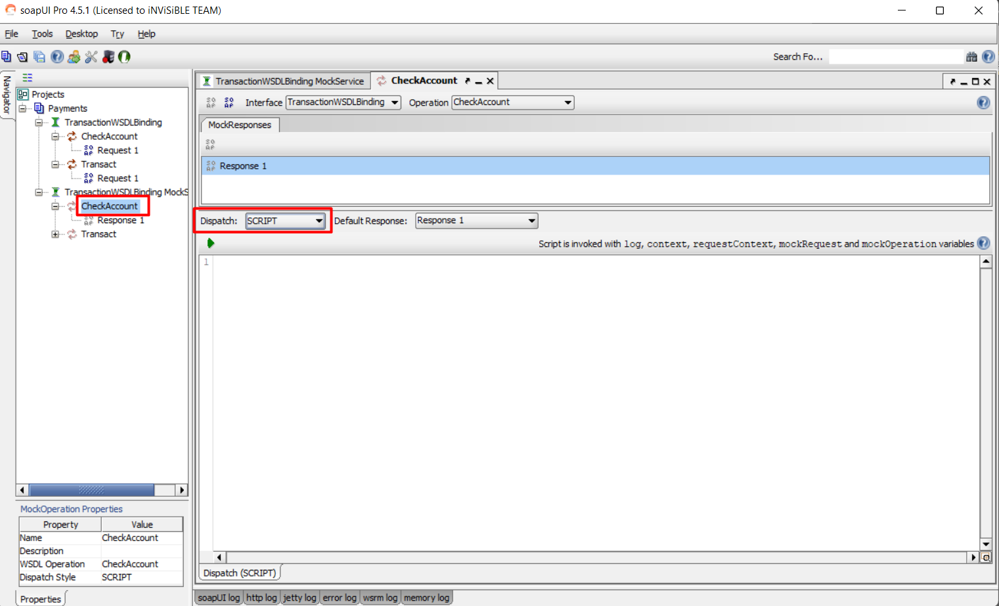 soapUI Pro 4.5.1 (Licensed to iNViSiBLE TEAM)
File Tools Desktop Try Help
Search Fo...
Navigator
Projects
Payments
TransactionWSDLBinding
CheckAccount
Request 1
Transact
Request 1
TransactionWSDLBinding MockS
CheckAccount
Response 1
Transact
MockOperation Properties
Property Value
Name CheckAccount
Description
WSDL Operation CheckAccount
Dispatch Style SCRIPT
Properties
TransactionWSDLBinding MockService CheckAccount
Interface TransactionWSDLBinding Operation CheckAccount
MockResponses
Response 1
Dispatch: SCRIPT Default Response: Response 1
Script is invoked with log, context, requestContext, mockRequest and mockOperation variables
1
Dispatch (SCRIPT)
soapUI log http log jetty log error log wsrm log memory log